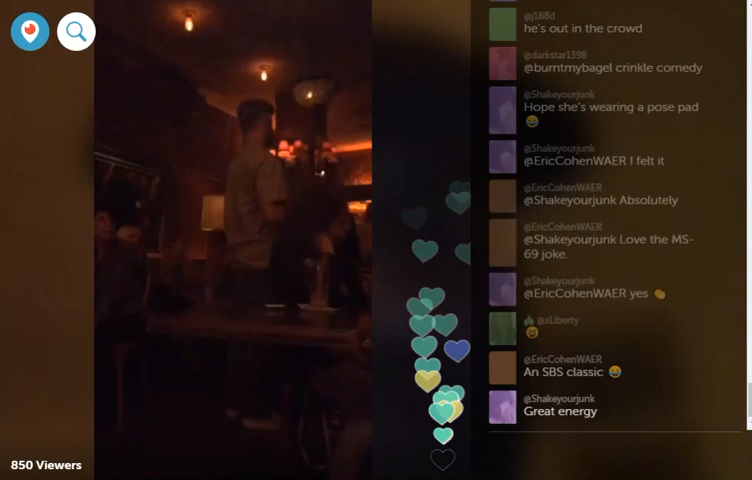 @j188d
he's out in the crowd
@darkstar1398
@burntmybagel crinkle comedy
@Shakeyourjunk
Hope she's wearing a pose pad
😂
@Shakeyourjunk
@EricCohenWAER I felt it
@EricCohenWAER
@Shakeyourjunk Absolutely
@EricCohenWAER
@Shakeyourjunk Love the MS-
69 joke.
@Shakeyourjunk
@EricCohenWAER yes 👏
@xLiberty
😆
@EricCohenWAER
An SBS classic 😂
@Shakeyourjunk
Great energy
850 Viewers